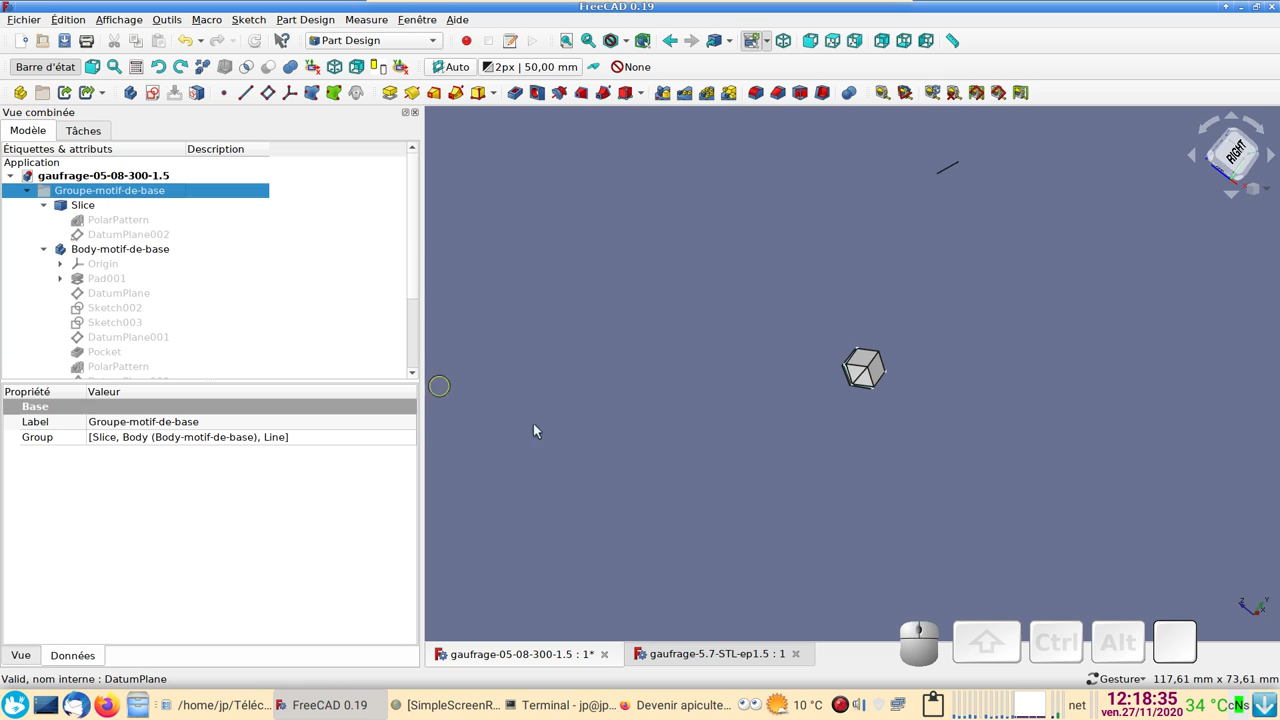 FreeCAD 0.19
Fichier Édition Affichage Outils Macro Sketch Part Design Measure Fenêtre Aide
Part Design
Barre d'état Auto 2px | 50,00 mm None
Vue combinée
Modèle Tâches
Étiquettes & attributs Description
Application
gaufrage-05-08-300-1.5
Groupe-motif-de-base
Slice
PolarPattern
DatumPlane002
Body-motif-de-base
Origin
Pad001
DatumPlane
Sketch002
Sketch003
DatumPlane001
Pocket
PolarPattern
Propriété Valeur
Base
Label Groupe-motif-de-base
Group [Slice, Body (Body-motif-de-base), Line]
RIGHT
Z Y X
Ctrl Alt
Vue Données
gaufrage-05-08-300-1.5 : 1* gaufrage-5.7-STL-ep1.5 : 1
Valid, nom interne : DatumPlane Gesture 117,61 mm x 73,61 mm
/home/jp/Téléc... FreeCAD 0.19 [SimpleScreenR... Terminal - jp@jp... Devenir apiculte... 10 °C net 12:18:35 34 °C
ven.27/11/2020